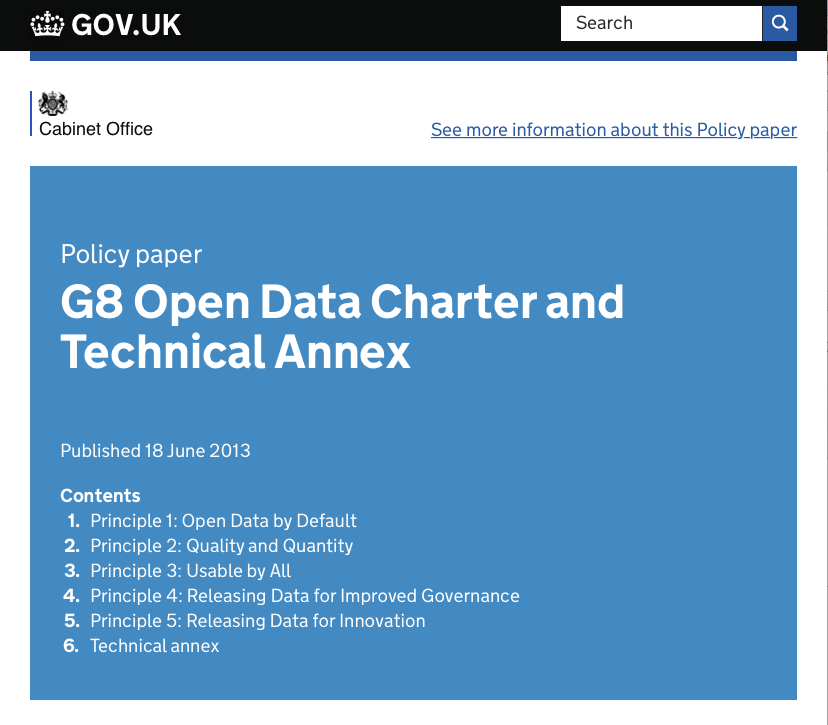 GOV.UK
Search
Cabinet Office
See more information about this Policy paper
Policy paper
G8 Open Data Charter and
Technical Annex
Published 18 June 2013
Contents
1. Principle 1: Open Data by Default
2. Principle 2: Quality and Quantity
3. Principle 3: Usable by All
4. Principle 4: Releasing Data for Improved Governance
5. Principle 5: Releasing Data for Innovation
6. Technical annex